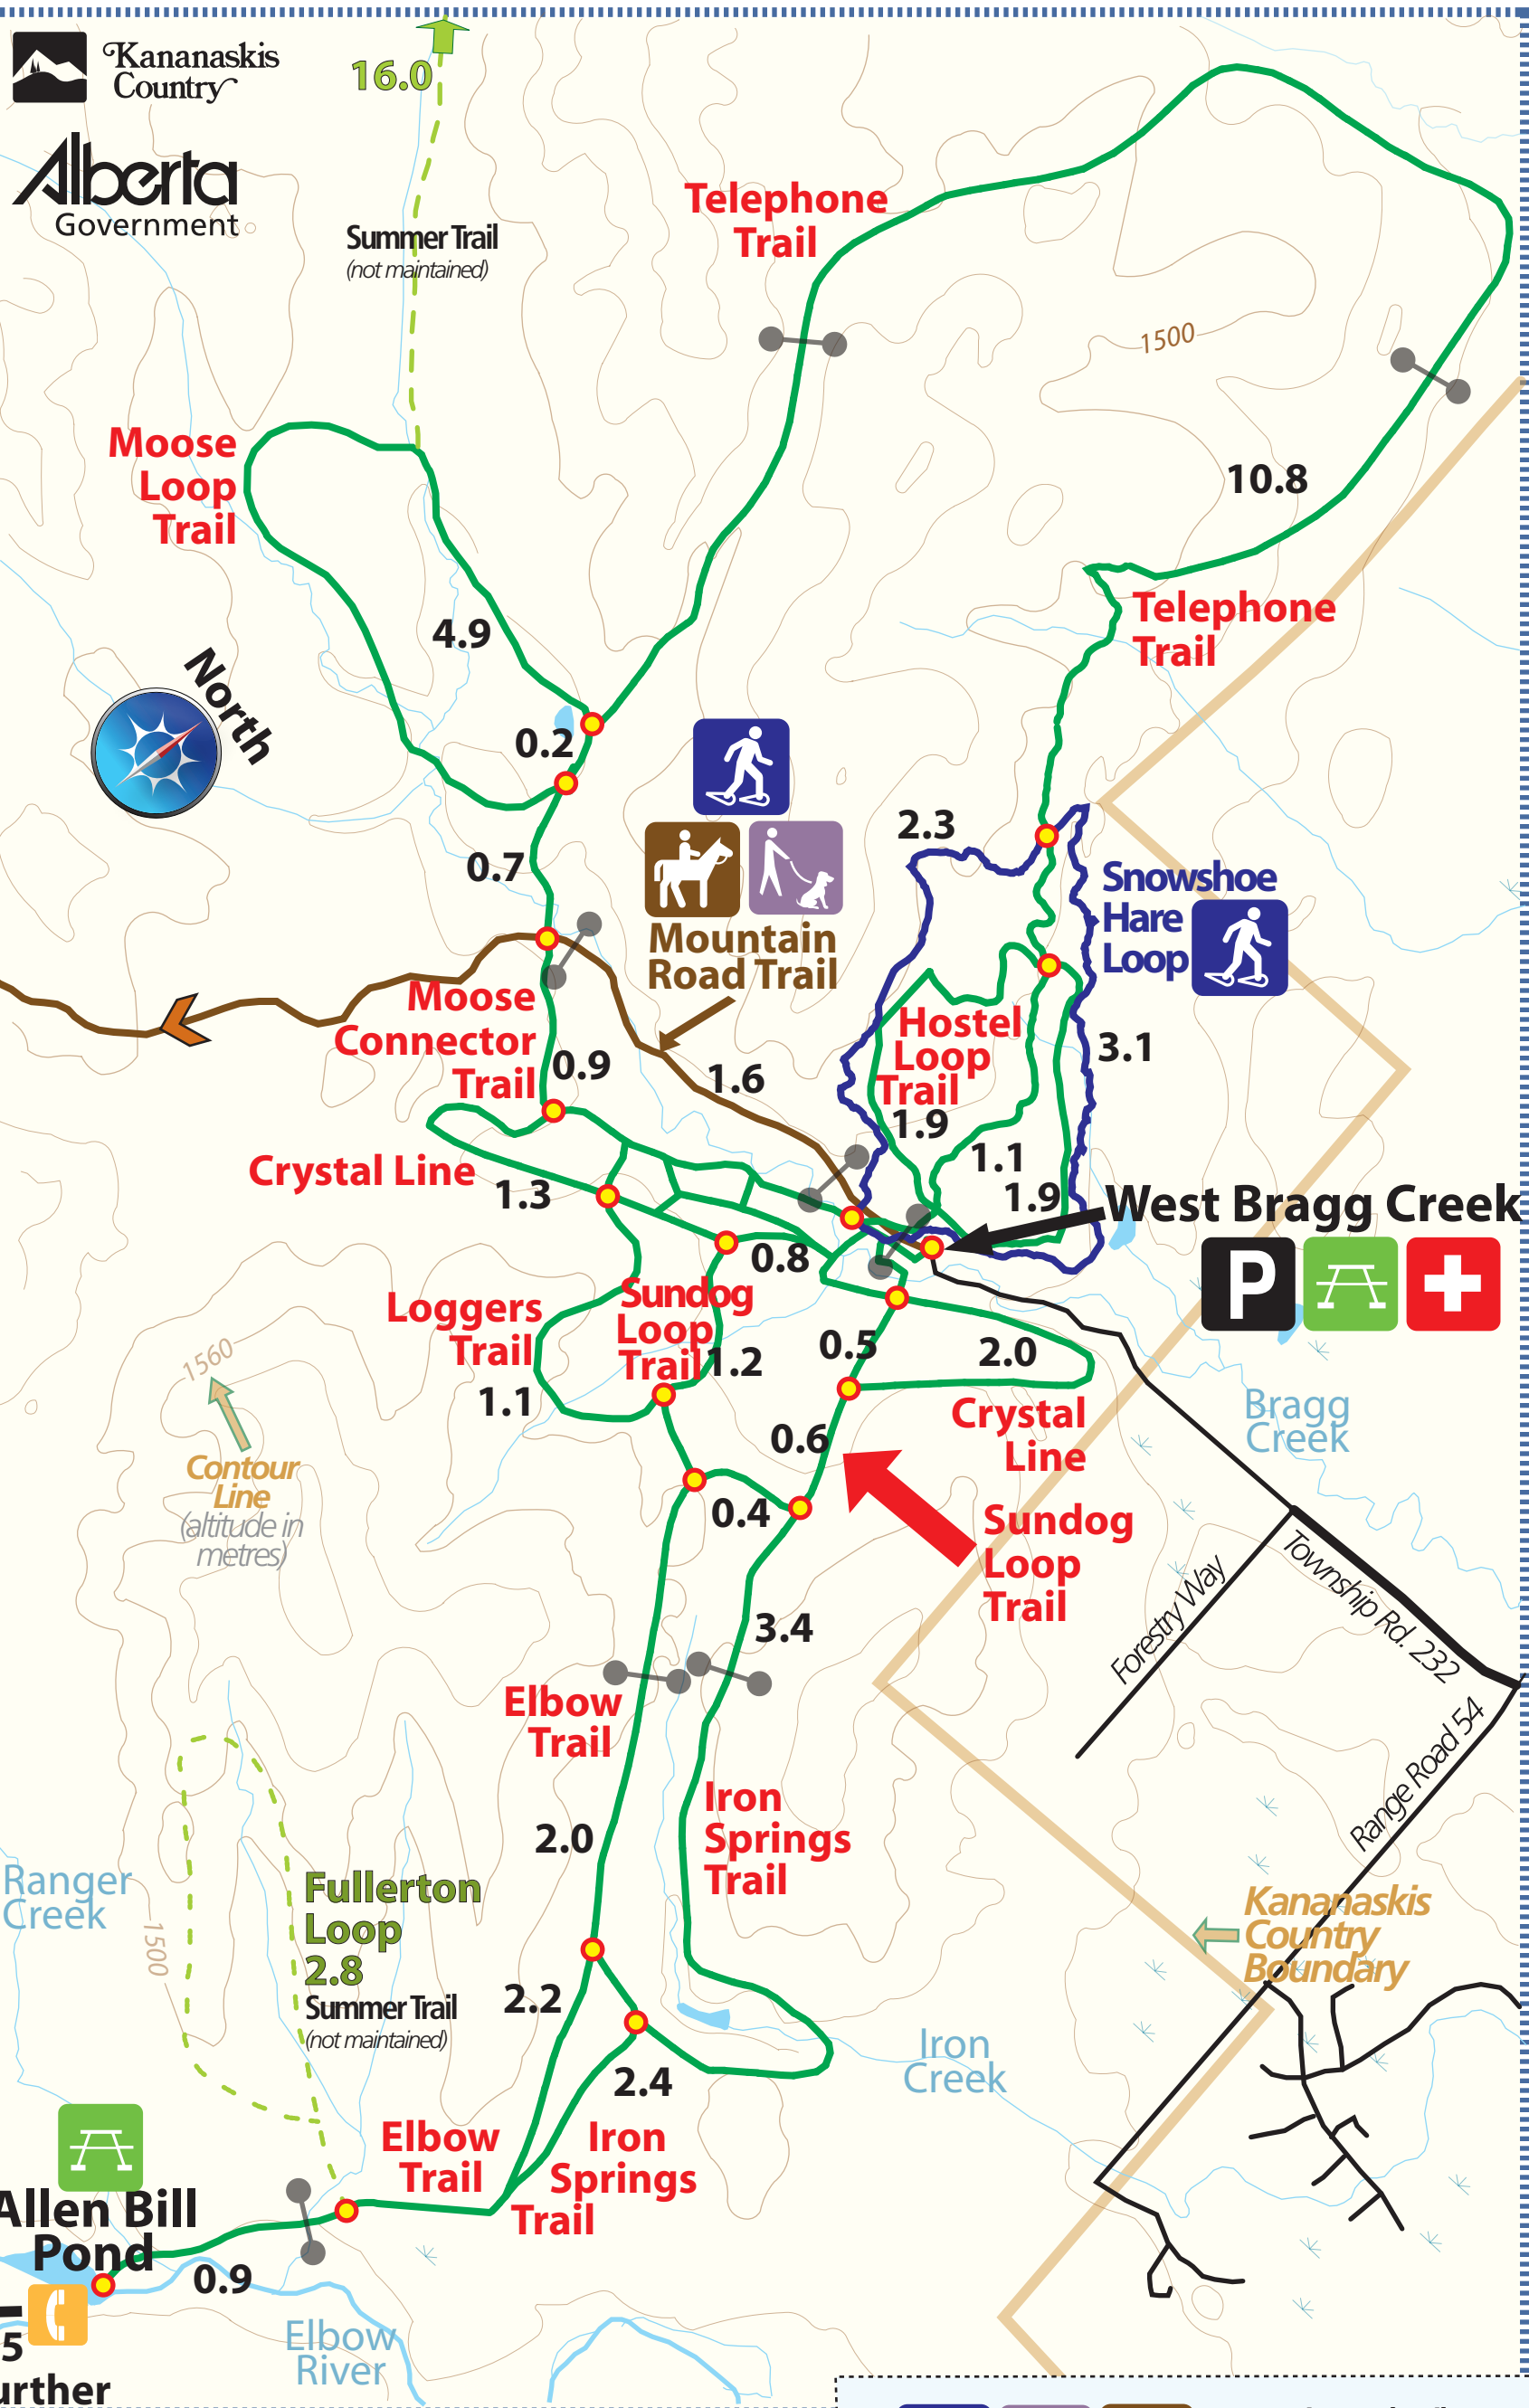 Kananaskis
Country
Alberta
Government
16.0
Summer Trail
(not maintained)
Telephone
Trail
1500
Moose
Loop
Trail
10.8
4.9
Telephone
Trail
North
0.2
2.3
0.7
Snowshoe
Hare
Loop
Mountain
Road Trail
Moose
Connector
Trail
0.9
1.6
Hostel
Loop
Trail
1.9
3.1
1.1
1.9
Crystal Line
1.3
West Bragg Creek
P
0.8
Loggers
Trail
Sundog
Loop
Trail
1.2
0.5
2.0
1560
1.1
Bragg
Creek
Crystal
Line
0.6
Contour
Line
(altitude in
metres)
0.4
Sundog
Loop
Trail
Township Rd. 232
Forestry Way
3.4
Elbow
Trail
Range Road 54
Iron
Springs
Trail
2.0
Ranger
Creek
1500
Fullerton
Loop
2.8
Summer Trail
(not maintained)
Kananaskis
Country
Boundary
2.2
Iron
Creek
2.4
Elbow
Trail
Iron
Springs
Trail
Allen Bill
Pond
0.9
Elbow
River
5
urther